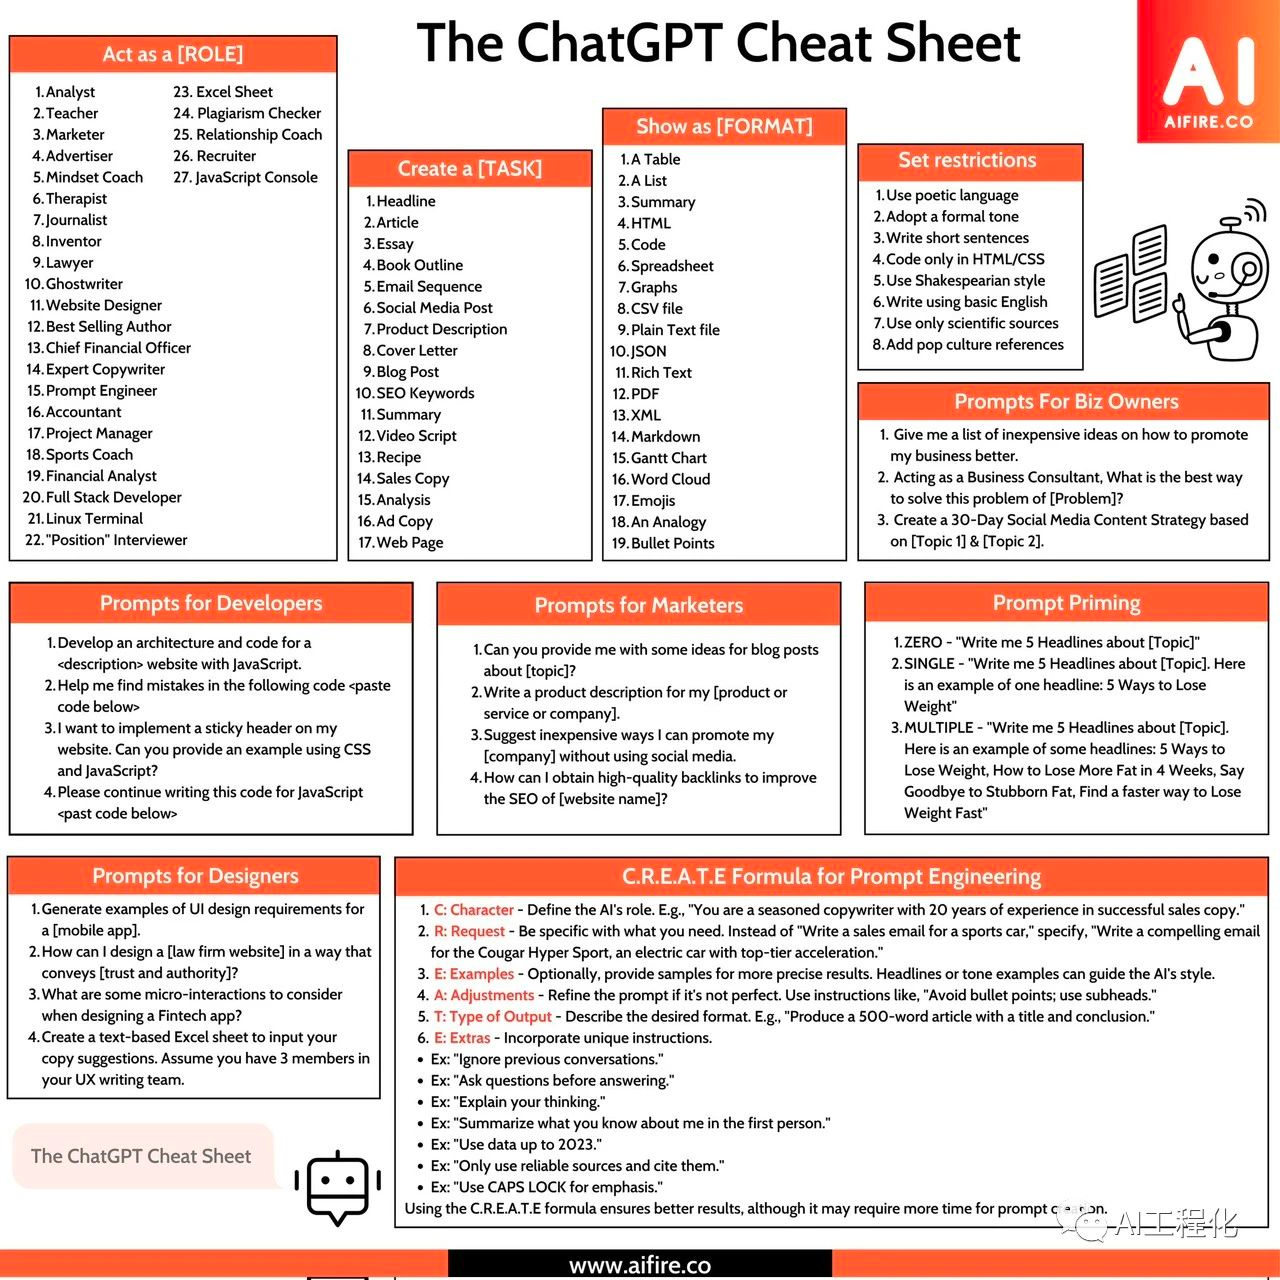 The ChatGPT Cheat Sheet
AI
AIFIRE.CO
Act as a [ROLE]
1. Analyst
2. Teacher
3. Marketer
4. Advertiser
5. Mindset Coach
6. Therapist
7. Journalist
8. Inventor
9. Lawyer
10. Ghostwriter
11. Website Designer
12. Best Selling Author
13. Chief Financial Officer
14. Expert Copywriter
15. Prompt Engineer
16. Accountant
17. Project Manager
18. Sports Coach
19. Financial Analyst
20. Full Stack Developer
21. Linux Terminal
22. "Position" Interviewer
23. Excel Sheet
24. Plagiarism Checker
25. Relationship Coach
26. Recruiter
27. JavaScript Console
Create a [TASK]
1. Headline
2. Article
3. Essay
4. Book Outline
5. Email Sequence
6. Social Media Post
7. Product Description
8. Cover Letter
9. Blog Post
10. SEO Keywords
11. Summary
12. Video Script
13. Recipe
14. Sales Copy
15. Analysis
16. Ad Copy
17. Web Page
Show as [FORMAT]
1. A Table
2. A List
3. Summary
4. HTML
5. Code
6. Spreadsheet
7. Graphs
8. CSV file
9. Plain Text file
10. JSON
11. Rich Text
12. PDF
13. XML
14. Markdown
15. Gantt Chart
16. Word Cloud
17. Emojis
18. An Analogy
19. Bullet Points
Set restrictions
1. Use poetic language
2. Adopt a formal tone
3. Write short sentences
4. Code only in HTML/CSS
5. Use Shakespearian style
6. Write using basic English
7. Use only scientific sources
8. Add pop culture references
Prompts For Biz Owners
1. Give me a list of inexpensive ideas on how to promote
my business better.
2. Acting as a Business Consultant, What is the best way
to solve this problem of [Problem]?
3. Create a 30-Day Social Media Content Strategy based
on [Topic 1] & [Topic 2].
Prompts for Developers
1. Develop an architecture and code for a
<description> website with JavaScript.
2. Help me find mistakes in the following code <paste
code below>
3. I want to implement a sticky header on my
website. Can you provide an example using CSS
and JavaScript?
4. Please continue writing this code for JavaScript
<past code below>
Prompts for Marketers
1. Can you provide me with some ideas for blog posts
about [topic]?
2. Write a product description for my [product or
service or company].
3. Suggest inexpensive ways I can promote my
[company] without using social media.
4. How can I obtain high-quality backlinks to improve
the SEO of [website name]?
Prompt Priming
1. ZERO - "Write me 5 Headlines about [Topic]"
2. SINGLE - "Write me 5 Headlines about [Topic]. Here
is an example of one headline: 5 Ways to Lose
Weight"
3. MULTIPLE - "Write me 5 Headlines about [Topic].
Here is an example of some headlines: 5 Ways to
Lose Weight, How to Lose More Fat in 4 Weeks, Say
Goodbye to Stubborn Fat, Find a faster way to Lose
Weight Fast"
Prompts for Designers
1. Generate examples of UI design requirements for
a [mobile app].
2. How can I design a [law firm website] in a way that
conveys [trust and authority]?
3. What are some micro-interactions to consider
when designing a Fintech app?
4. Create a text-based Excel sheet to input your
copy suggestions. Assume you have 3 members in
your UX writing team.
C.R.E.A.T.E Formula for Prompt Engineering
1. C: Character - Define the AI's role. E.g., "You are a seasoned copywriter with 20 years of experience in successful sales copy."
2. R: Request - Be specific with what you need. Instead of "Write a sales email for a sports car," specify, "Write a compelling email
for the Cougar Hyper Sport, an electric car with top-tier acceleration."
3. E: Examples - Optionally, provide samples for more precise results. Headlines or tone examples can guide the AI's style.
4. A: Adjustments - Refine the prompt if it's not perfect. Use instructions like, "Avoid bullet points; use subheads."
5. T: Type of Output - Describe the desired format. E.g., "Produce a 500-word article with a title and conclusion."
6. E: Extras - Incorporate unique instructions.
• Ex: "Ignore previous conversations."
• Ex: "Ask questions before answering."
• Ex: "Explain your thinking."
• Ex: "Summarize what you know about me in the first person."
• Ex: "Use data up to 2023."
• Ex: "Only use reliable sources and cite them."
• Ex: "Use CAPS LOCK for emphasis."
Using the C.R.E.A.T.E formula ensures better results, although it may require more time for prompt creation.
The ChatGPT Cheat Sheet
AI工程化
www.aifire.co